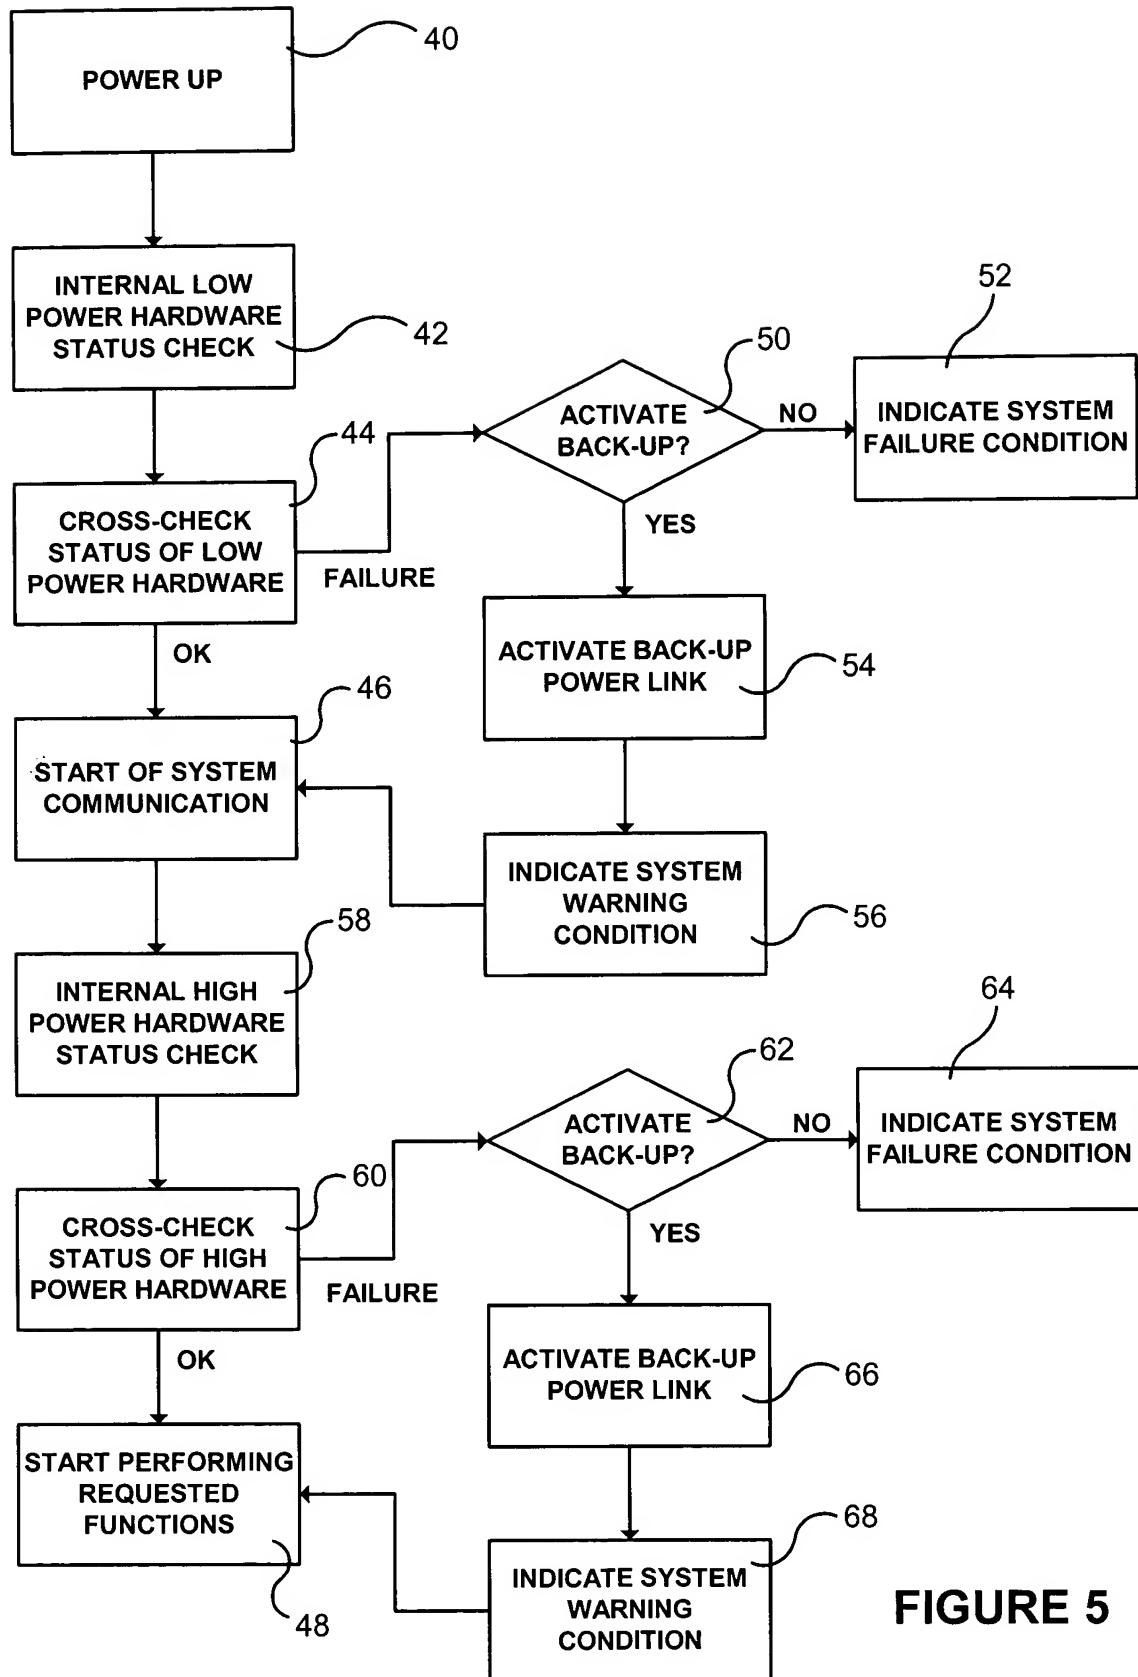 40
POWER UP
INTERNAL LOW
POWER HARDWARE
STATUS CHECK
42
44
CROSS-CHECK
STATUS OF LOW
POWER HARDWARE
FAILURE
OK
50
ACTIVATE
BACK-UP?
NO
52
INDICATE SYSTEM
FAILURE CONDITION
YES
ACTIVATE BACK-UP
POWER LINK
54
46
START OF SYSTEM
COMMUNICATION
INDICATE SYSTEM
WARNING
CONDITION
56
58
INTERNAL HIGH
POWER HARDWARE
STATUS CHECK
60
CROSS-CHECK
STATUS OF HIGH
POWER HARDWARE
FAILURE
OK
62
ACTIVATE
BACK-UP?
NO
64
INDICATE SYSTEM
FAILURE CONDITION
YES
ACTIVATE BACK-UP
POWER LINK
66
START PERFORMING
REQUESTED
FUNCTIONS
48
68
INDICATE SYSTEM
WARNING
CONDITION
FIGURE 5